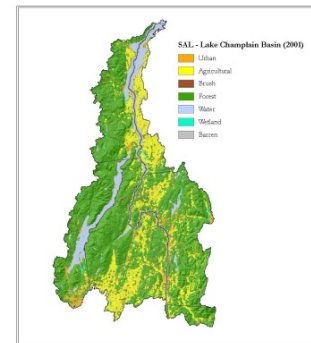 SAL - Lake Champlain Basin (2001)
Urban
Agricultural
Brush
Forest
Water
Wetland
Barren